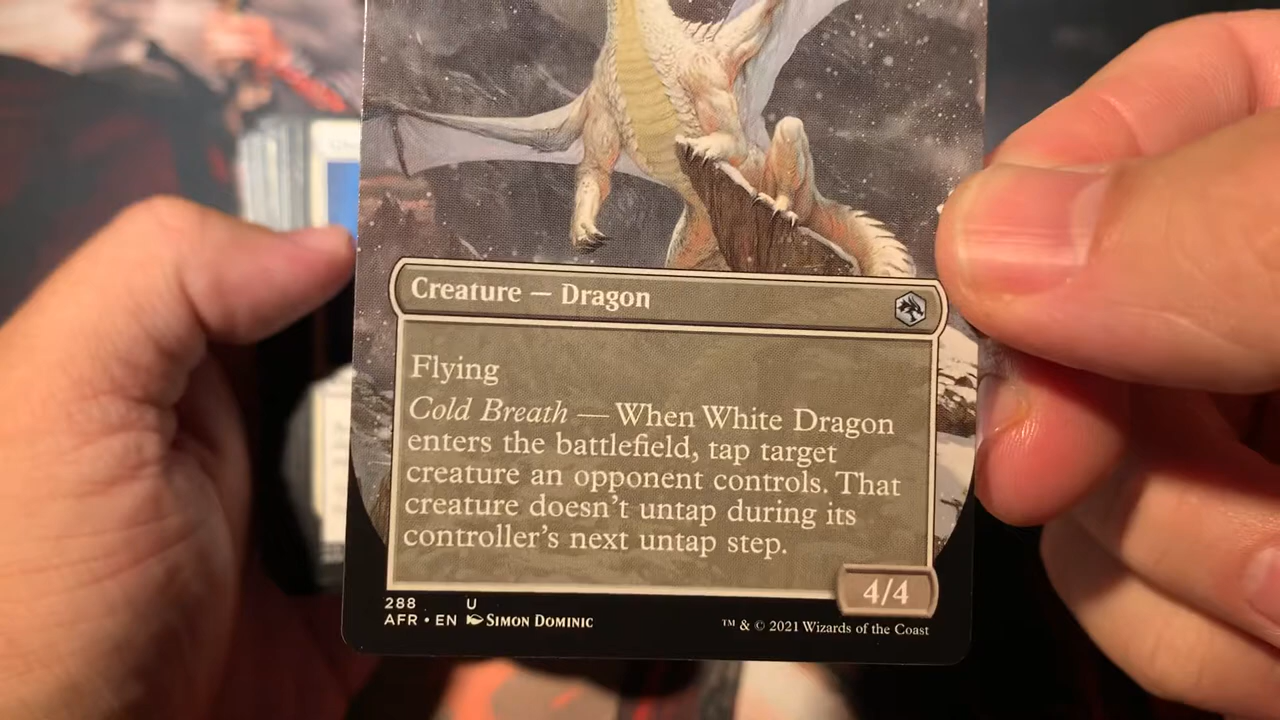 Creature — Dragon
Flying
Cold Breath — When White Dragon
enters the battlefield, tap target
creature an opponent controls. That
creature doesn't untap during its
controller's next untap step.
4/4
288 U
AFR • EN SIMON DOMINIC
™ & © 2021 Wizards of the Coast